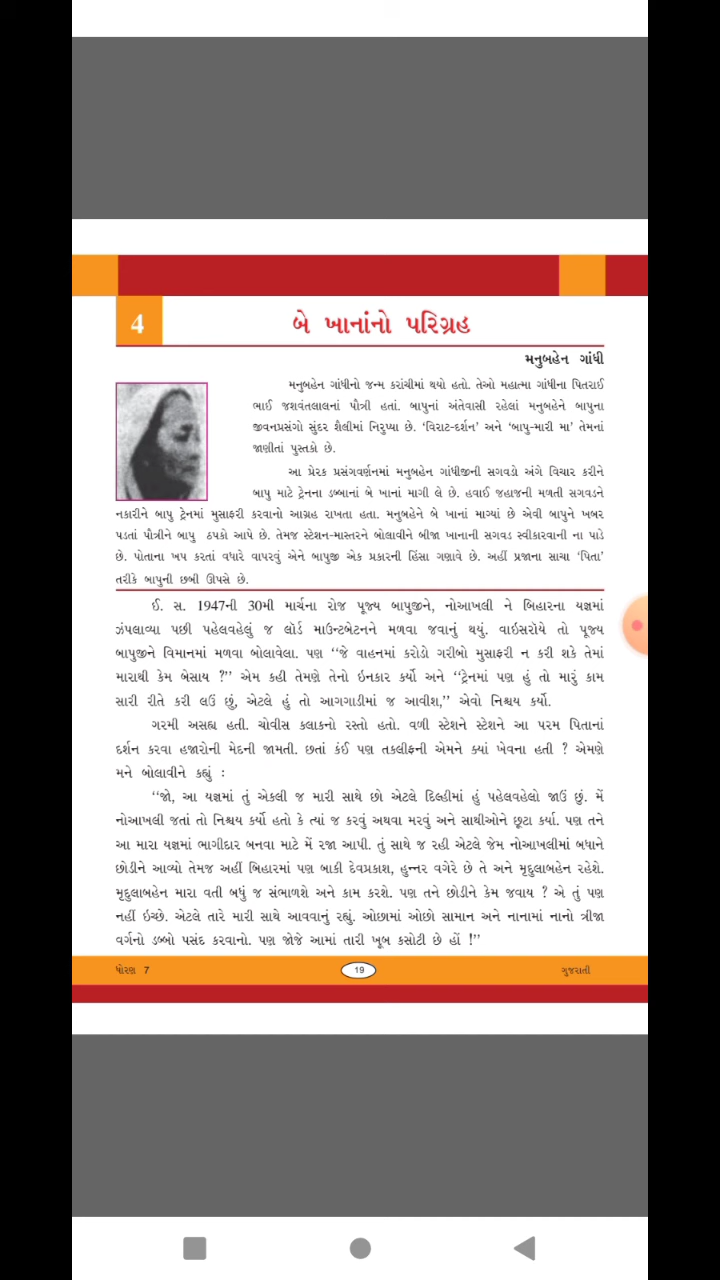 4
બે ખાનાંનો પરિગ્રહ
મનુબહેન ગાંધી
મનુબહેન ગાંધીનો જન્મ કરાંચીમાં થયો હતો. તેઓ મહાત્મા ગાંધીના પિતરાઈ
ભાઈ જશવંતલાલનાં પૌત્રી હતાં. બાપુનાં અંતેવાસી રહેલાં મનુબહેને બાપુના
જીવનપ્રસંગો સુંદર શૈલીમાં નિરુપ્યા છે. ‘વિરાટ-દર્શન’ અને ‘બાપુ-મારી મા’ તેમનાં
જાણીતાં પુસ્તકો છે.
આ પ્રેરક પ્રસંગવર્ણનમાં મનુબહેન ગાંધીજીની સગવડો અંગે વિચાર કરીને
બાપુ માટે ટ્રેનના ડબ્બાનાં બે ખાનાં માગી લે છે. હવાઈ જહાજની મળતી સગવડને
નકારીને બાપુ ટ્રેનમાં મુસાફરી કરવાનો આગ્રહ રાખતા હતા. મનુબહેને બે ખાનાં માગ્યાં છે એવી બાપુને ખબર
પડતાં પૌત્રીને બાપુ ઠપકો આપે છે. તેમજ સ્ટેશન-માસ્તરને બોલાવીને બીજા ખાનાની સગવડ સ્વીકારવાની ના પાડે
છે. પોતાના ખપ કરતાં વધારે વાપરવું એને બાપુજી એક પ્રકારની હિંસા ગણાવે છે. અહીં પ્રજાના સાચા ‘પિતા’
તરીકે બાપુની છબી ઊપસે છે.
ઈ. સ. 1947ની 30મી માર્ચના રોજ પૂજ્ય બાપુજીને, નોઆખલી ને બિહારના યજ્ઞમાં
ઝંપલાવ્યા પછી પહેલવહેલું જ લૉર્ડ માઉન્ટબેટનને મળવા જવાનું થયું. વાઇસરૉયે તો પૂજ્ય
બાપુજીને વિમાનમાં મળવા બોલાવેલા. પણ “જે વાહનમાં કરોડો ગરીબો મુસાફરી ન કરી શકે તેમાં
મારાથી કેમ બેસાય ?” એમ કહી તેમણે તેનો ઇનકાર કર્યો અને “ટ્રેનમાં પણ હું તો મારું કામ
સારી રીતે કરી લઉં છું, એટલે હું તો આગગાડીમાં જ આવીશ,” એવો નિશ્ચય કર્યો.
ગરમી અસહ્ય હતી. ચોવીસ કલાકનો રસ્તો હતો. વળી સ્ટેશને સ્ટેશને આ પરમ પિતાનાં
દર્શન કરવા હજારોની મેદની જામતી. છતાં કંઈ પણ તકલીફની એમને ક્યાં ખેવના હતી ? એમણે
મને બોલાવીને કહ્યું :
“જો, આ યજ્ઞમાં તું એકલી જ મારી સાથે છો એટલે દિલ્હીમાં હું પહેલવહેલો જાઉં છું. મેં
નોઆખલી જતાં તો નિશ્ચય કર્યો હતો કે ત્યાં જ કરવું અથવા મરવું અને સાથીઓને છૂટા કર્યા. પણ તને
આ મારા યજ્ઞમાં ભાગીદાર બનવા માટે મેં રજા આપી. તું સાથે જ રહી એટલે જેમ નોઆખલીમાં બધાને
છોડીને આવ્યો તેમજ અહીં બિહારમાં પણ બાકી દેવપ્રકાશ, હુન્નર વગેરે છે તે અને મૃદુલાબહેન રહેશે.
મૃદુલાબહેન મારા વતી બધું જ સંભાળશે અને કામ કરશે. પણ તને છોડીને કેમ જવાય ? એ તું પણ
નહીં ઇચ્છે. એટલે તારે મારી સાથે આવવાનું રહ્યું. ઓછામાં ઓછો સામાન અને નાનામાં નાનો ત્રીજા
વર્ગનો ડબ્બો પસંદ કરવાનો. પણ જોજે આમાં તારી ખૂબ કસોટી છે હોં !”
ધોરણ 7
19
ગુજરાતી